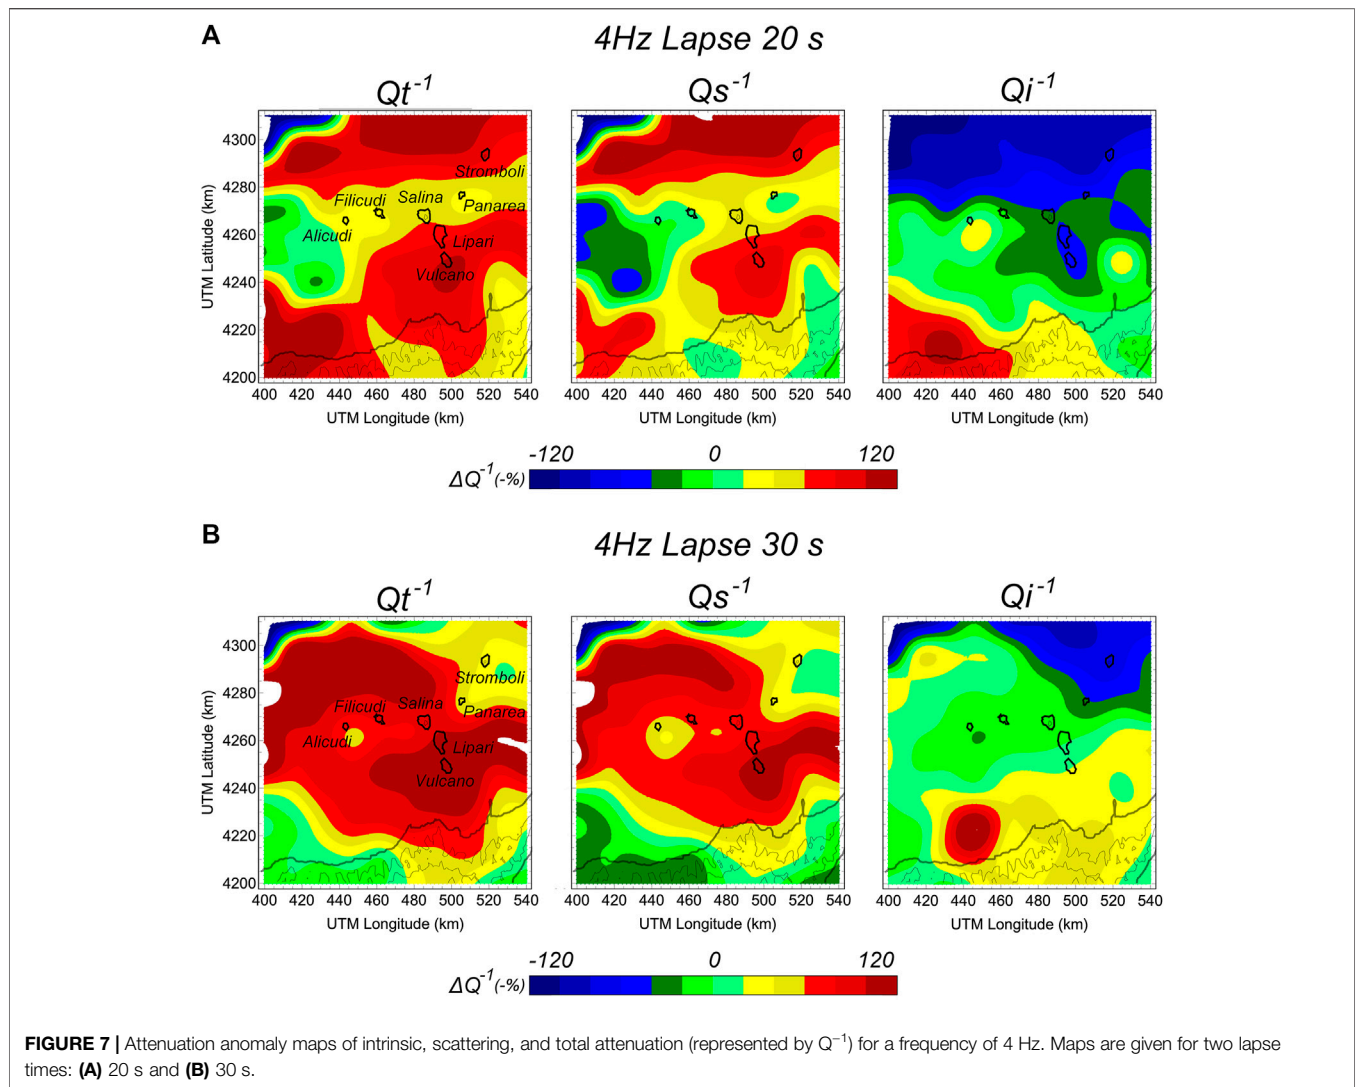 A
4Hz Lapse 20 s
Qt⁻¹ Qs⁻¹ Qi⁻¹
UTM Latitude (km)
4300
4280
4260
4240
4220
4200
Stromboli
Filicudi Salina Panarea
Alicudi Lipari
Vulcano
400 420 440 460 480 500 520 540 400 420 440 460 480 500 520 540 400 420 440 460 480 500 520 540
UTM Longitude (km) UTM Longitude (km) UTM Longitude (km)
-120 0 120
ΔQ⁻¹(-%)
B
4Hz Lapse 30 s
Qt⁻¹ Qs⁻¹ Qi⁻¹
UTM Latitude (km)
4300
4280
4260
4240
4220
4200
Stromboli
Filicudi Salina Panarea
Alicudi Lipari
Vulcano
400 420 440 460 480 500 520 540 400 420 440 460 480 500 520 540 400 420 440 460 480 500 520 540
UTM Longitude (km) UTM Longitude (km) UTM Longitude (km)
-120 0 120
ΔQ⁻¹(-%)
FIGURE 7 | Attenuation anomaly maps of intrinsic, scattering, and total attenuation (represented by Q⁻¹) for a frequency of 4 Hz. Maps are given for two lapse
times: (A) 20 s and (B) 30 s.